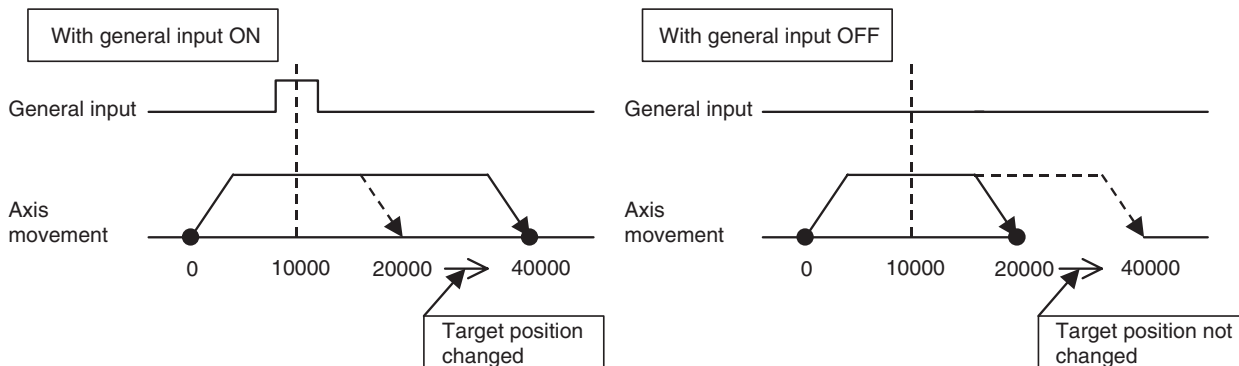 With general input ON
General input
Axis
movement
0 10000 20000 40000
Target position
changed
With general input OFF
General input
Axis
movement
0 10000 20000 40000
Target position not
changed